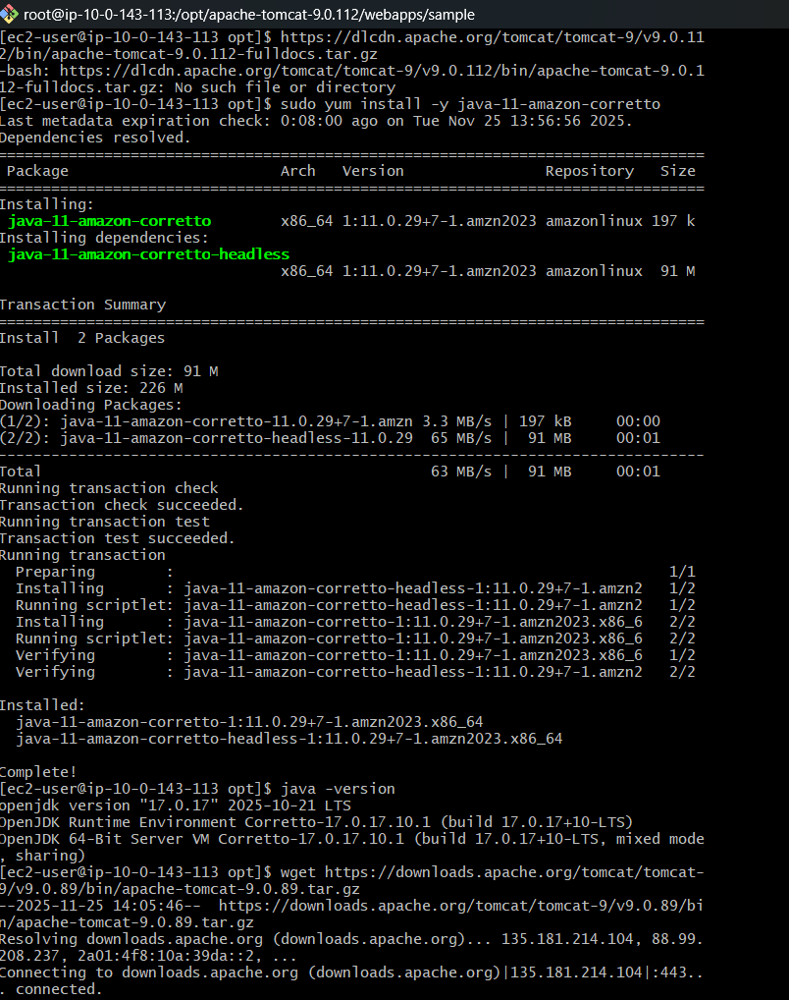 root@ip-10-0-143-113:/opt/apache-tomcat-9.0.112/webapps/sample
[ec2-user@ip-10-0-143-113 opt]$ https://dlcdn.apache.org/tomcat/tomcat-9/v9.0.11
2/bin/apache-tomcat-9.0.112-fulldocs.tar.gz
-bash: https://dlcdn.apache.org/tomcat/tomcat-9/v9.0.112/bin/apache-tomcat-9.0.1
12-fulldocs.tar.gz: No such file or directory
[ec2-user@ip-10-0-143-113 opt]$ sudo yum install -y java-11-amazon-corretto
Last metadata expiration check: 0:08:00 ago on Tue Nov 25 13:56:56 2025.
Dependencies resolved.
================================================================================
Package Arch Version Repository Size
================================================================================
Installing:
java-11-amazon-corretto x86_64 1:11.0.29+7-1.amzn2023 amazonlinux 197 k
Installing dependencies:
java-11-amazon-corretto-headless
x86_64 1:11.0.29+7-1.amzn2023 amazonlinux 91 M
Transaction Summary
================================================================================
Install 2 Packages
Total download size: 91 M
Installed size: 226 M
Downloading Packages:
(1/2): java-11-amazon-corretto-11.0.29+7-1.amzn 3.3 MB/s | 197 kB 00:00
(2/2): java-11-amazon-corretto-headless-11.0.29 65 MB/s | 91 MB 00:01
--------------------------------------------------------------------------------
Total 63 MB/s | 91 MB 00:01
Running transaction check
Transaction check succeeded.
Running transaction test
Transaction test succeeded.
Running transaction
Preparing : 1/1
Installing : java-11-amazon-corretto-headless-1:11.0.29+7-1.amzn2 1/2
Running scriptlet: java-11-amazon-corretto-headless-1:11.0.29+7-1.amzn2 1/2
Installing : java-11-amazon-corretto-1:11.0.29+7-1.amzn2023.x86_6 2/2
Running scriptlet: java-11-amazon-corretto-1:11.0.29+7-1.amzn2023.x86_6 2/2
Verifying : java-11-amazon-corretto-1:11.0.29+7-1.amzn2023.x86_6 1/2
Verifying : java-11-amazon-corretto-headless-1:11.0.29+7-1.amzn2 2/2
Installed:
java-11-amazon-corretto-1:11.0.29+7-1.amzn2023.x86_64
java-11-amazon-corretto-headless-1:11.0.29+7-1.amzn2023.x86_64
Complete!
[ec2-user@ip-10-0-143-113 opt]$ java -version
openjdk version "17.0.17" 2025-10-21 LTS
OpenJDK Runtime Environment Corretto-17.0.17.10.1 (build 17.0.17+10-LTS)
OpenJDK 64-Bit Server VM Corretto-17.0.17.10.1 (build 17.0.17+10-LTS, mixed mode
, sharing)
[ec2-user@ip-10-0-143-113 opt]$ wget https://downloads.apache.org/tomcat/tomcat-
9/v9.0.89/bin/apache-tomcat-9.0.89.tar.gz
--2025-11-25 14:05:46-- https://downloads.apache.org/tomcat/tomcat-9/v9.0.89/bi
n/apache-tomcat-9.0.89.tar.gz
Resolving downloads.apache.org (downloads.apache.org)... 135.181.214.104, 88.99.
208.237, 2a01:4f8:10a:39da::2, ...
Connecting to downloads.apache.org (downloads.apache.org)|135.181.214.104|:443..
. connected.